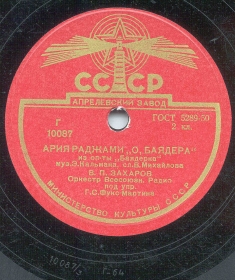 СССР
АПРЕЛЕВСКИЙ ЗАВОД
Г
10087
ГОСТ 5289-50
2 кл.
АРИЯ РАДЖАМИ „О, БАЯДЕРА"
из оп-ты „Баядерка"
муз. Э. Кальмана, сл. В. Михайлова
В. П. ЗАХАРОВ
Оркестр Всесоюзн. Радио
под упр.
Г. С. Фукс Мартина
МИНИСТЕРСТВО КУЛЬТУРЫ СССР